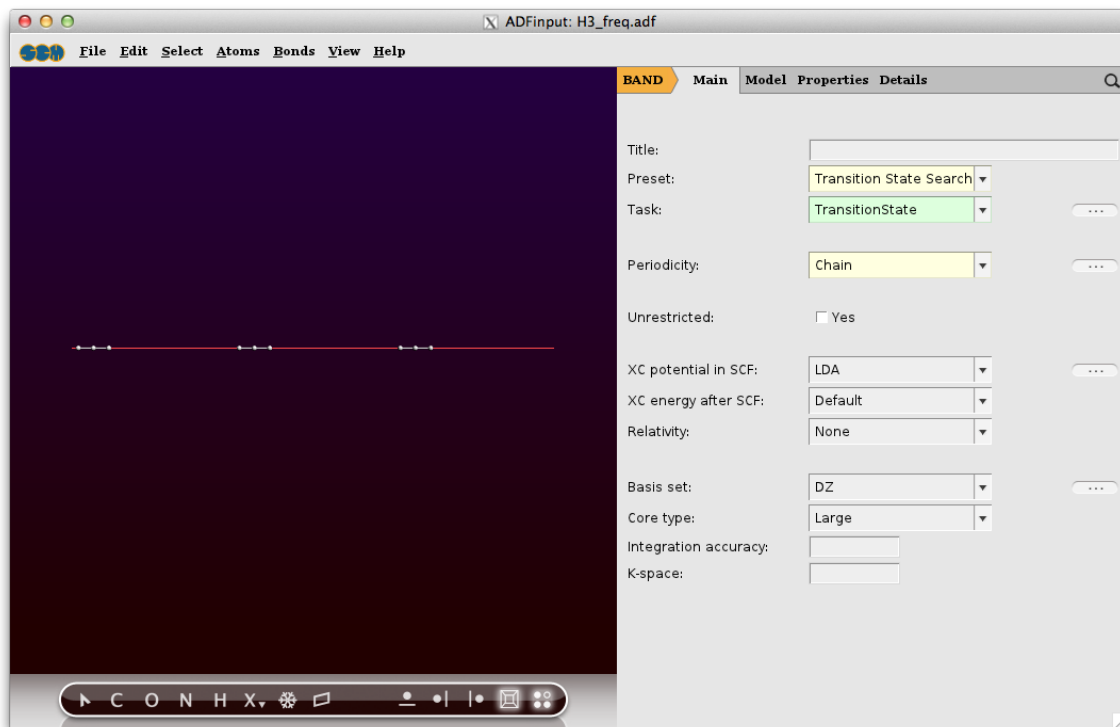 ADFinput: H3_freq.adf
SCM File Edit Select Atoms Bonds View Help
BAND Main Model Properties Details
Title:
Preset: Transition State Search
Task: TransitionState ...
Periodicity: Chain ...
Unrestricted: Yes
XC potential in SCF: LDA ...
XC energy after SCF: Default
Relativity: None
Basis set: DZ ...
Core type: Large
Integration accuracy:
K-space:
C O N H X